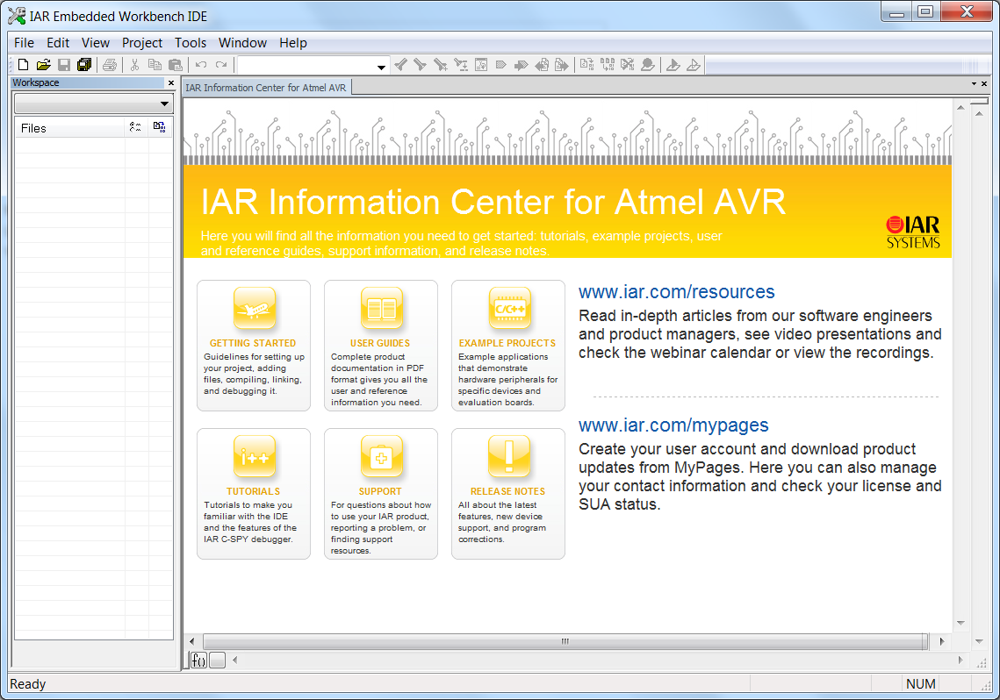 IAR Embedded Workbench IDE
File Edit View Project Tools Window Help
Workspace
IAR Information Center for Atmel AVR
Files
IAR Information Center for Atmel AVR
Here you will find all the information you need to get started: tutorials, example projects, user
and reference guides, support information, and release notes.
IAR
SYSTEMS
GETTING STARTED
Guidelines for setting up
your project, adding
files, compiling, linking,
and debugging it.
USER GUIDES
Complete product
documentation in PDF
format gives you all the
user and reference
information you need.
C/C++
EXAMPLE PROJECTS
Example applications
that demonstrate
hardware peripherals for
specific devices and
evaluation boards.
www.iar.com/resources
Read in-depth articles from our software engineers
and product managers, see video presentations and
check the webinar calendar or view the recordings.
i++
TUTORIALS
Tutorials to make you
familiar with the IDE
and the features of the
IAR C-SPY debugger.
SUPPORT
For questions about how
to use your IAR product,
reporting a problem, or
finding support
resources.
RELEASE NOTES
All about the latest
features, new device
support, and program
corrections.
www.iar.com/mypages
Create your user account and download product
updates from MyPages. Here you can also manage
your contact information and check your license and
SUA status.
f()
Ready
NUM